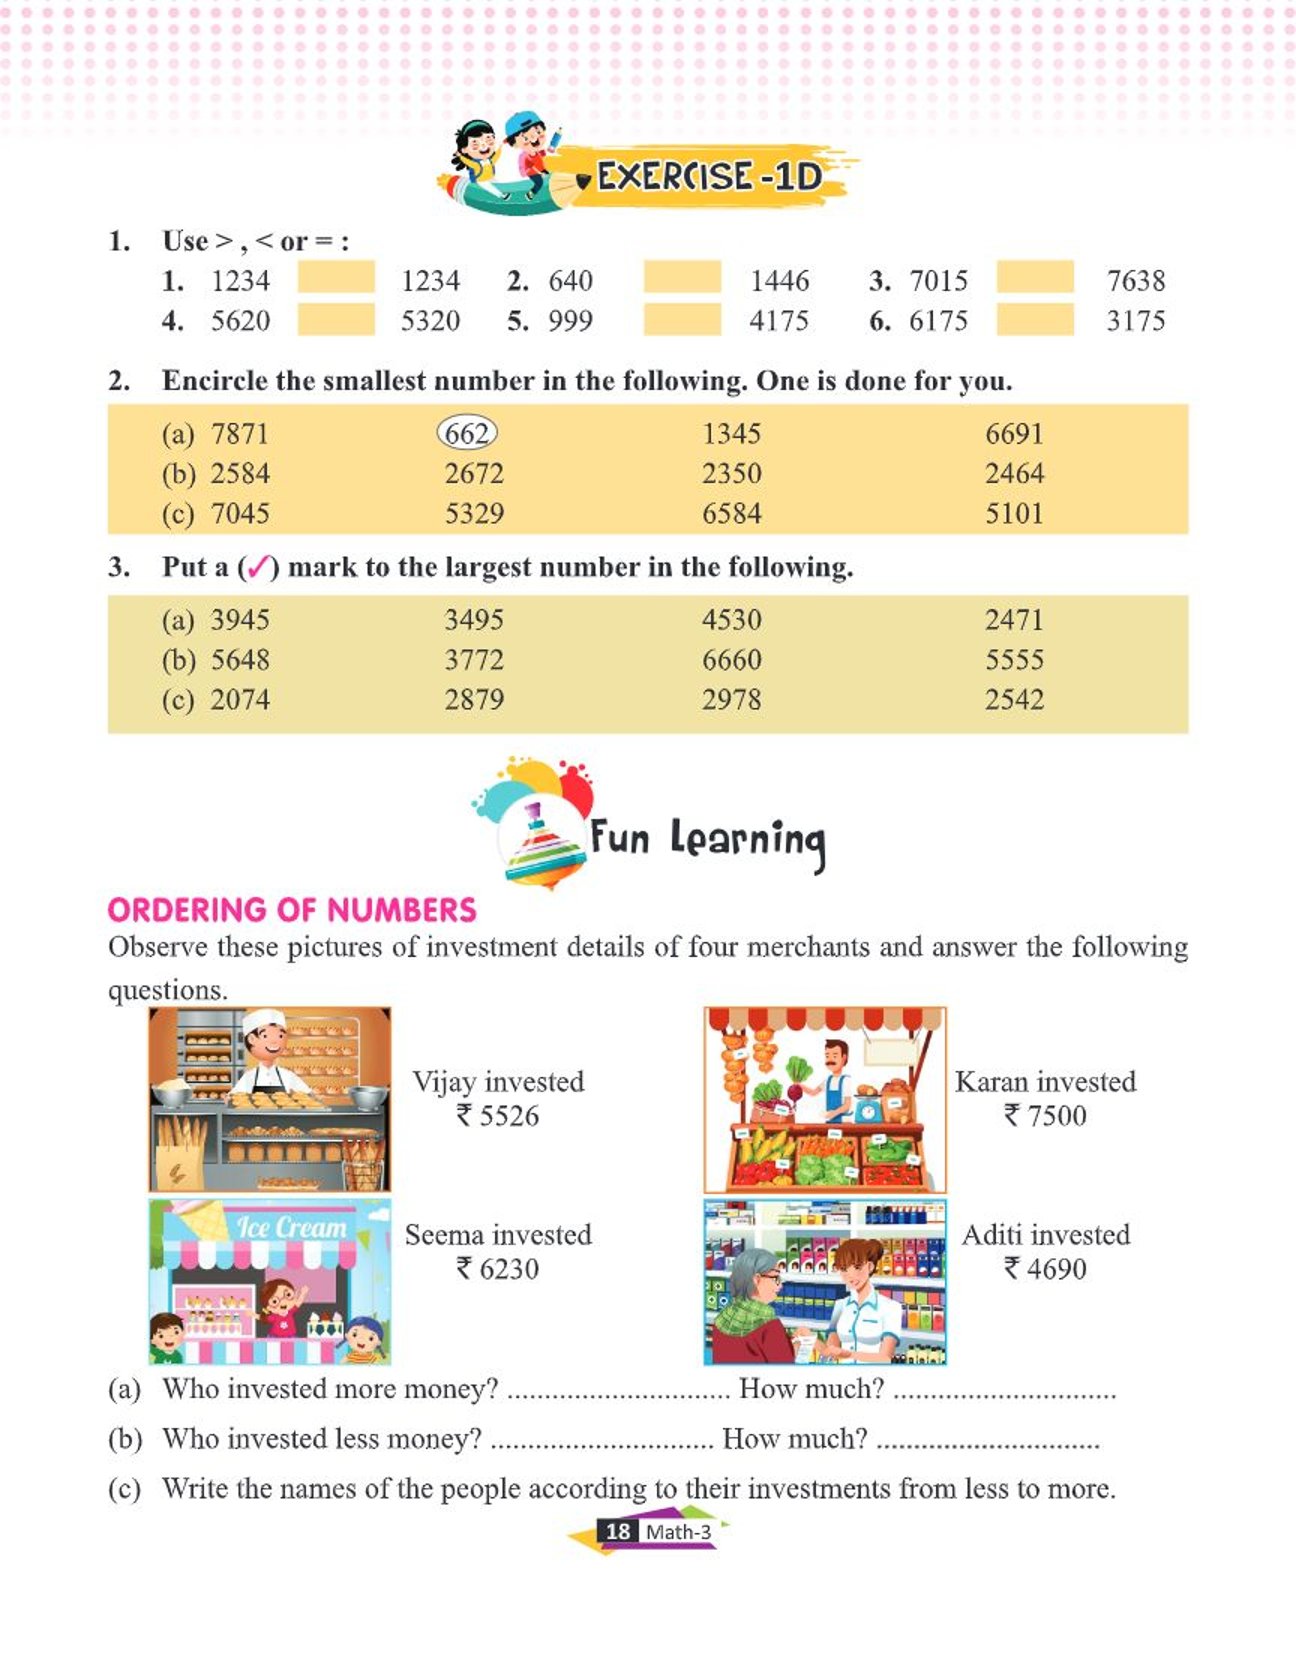 EXERCISE -1D
1. Use > , < or = :
1. 1234 1234 2. 640 1446 3. 7015 7638
4. 5620 5320 5. 999 4175 6. 6175 3175
2. Encircle the smallest number in the following. One is done for you.
(a) 7871 662 1345 6691
(b) 2584 2672 2350 2464
(c) 7045 5329 6584 5101
3. Put a (✓) mark to the largest number in the following.
(a) 3945 3495 4530 2471
(b) 5648 3772 6660 5555
(c) 2074 2879 2978 2542
Fun Learning
ORDERING OF NUMBERS
Observe these pictures of investment details of four merchants and answer the following
questions.
Vijay invested
₹ 5526
Karan invested
₹ 7500
Ice Cream
Seema invested
₹ 6230
Aditi invested
₹ 4690
(a) Who invested more money? .............................. How much? ..............................
(b) Who invested less money? .............................. How much? ..............................
(c) Write the names of the people according to their investments from less to more.
18 Math-3